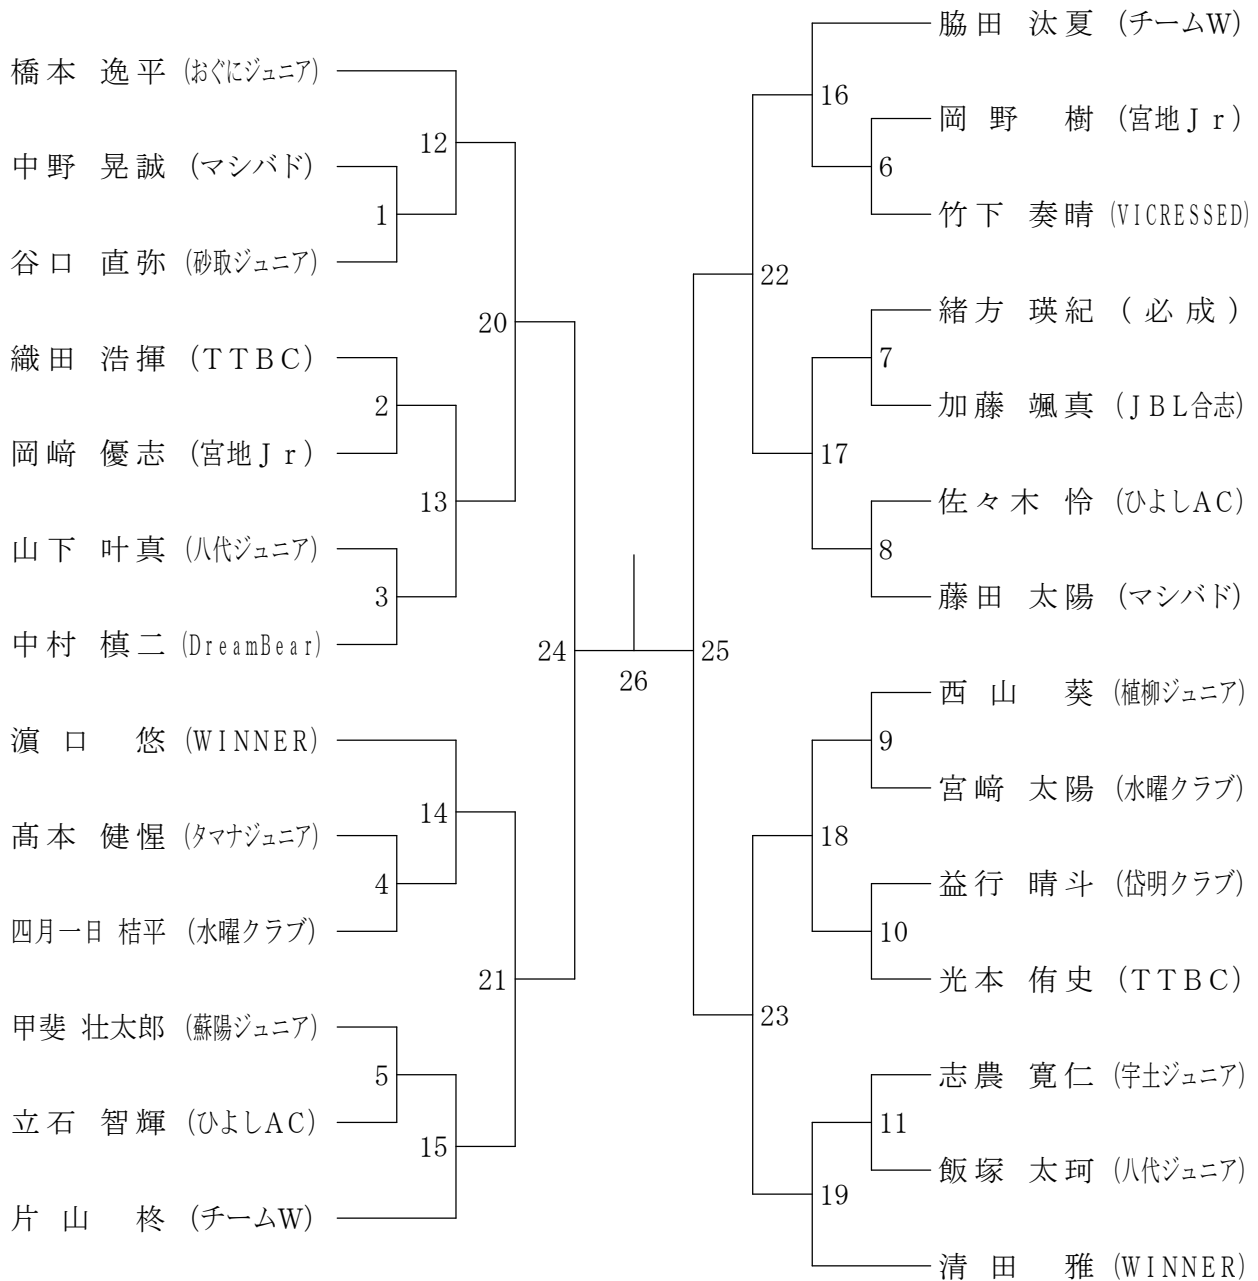 橋本 逸平 (おぐにジュニア)
中野 晃誠 (マシバド)
谷口 直弥 (砂取ジュニア)
織田 浩揮 (TTBC)
岡﨑 優志 (宮地Jr)
山下 叶真 (八代ジュニア)
中村 槙二 (DreamBear)
濵口 悠 (WINNER)
髙本 健惺 (タマナジュニア)
四月一日 桔平 (水曜クラブ)
甲斐 壮太郎 (蘇陽ジュニア)
立石 智輝 (ひよしAC)
片山 柊 (チームW)
1
2
3
4
5
12
13
14
15
20
21
24
26
25
22
23
16
17
18
19
6
7
8
9
10
11
脇田 汰夏 (チームW)
岡野 樹 (宮地Jr)
竹下 奏晴 (VICRESSED)
緒方 瑛紀 (必成)
加藤 颯真 (JBL合志)
佐々木 怜 (ひよしAC)
藤田 太陽 (マシバド)
西山 葵 (植柳ジュニア)
宮﨑 太陽 (水曜クラブ)
益行 晴斗 (岱明クラブ)
光本 侑史 (TTBC)
志農 寛仁 (宇土ジュニア)
飯塚 太珂 (八代ジュニア)
清田 雅 (WINNER)